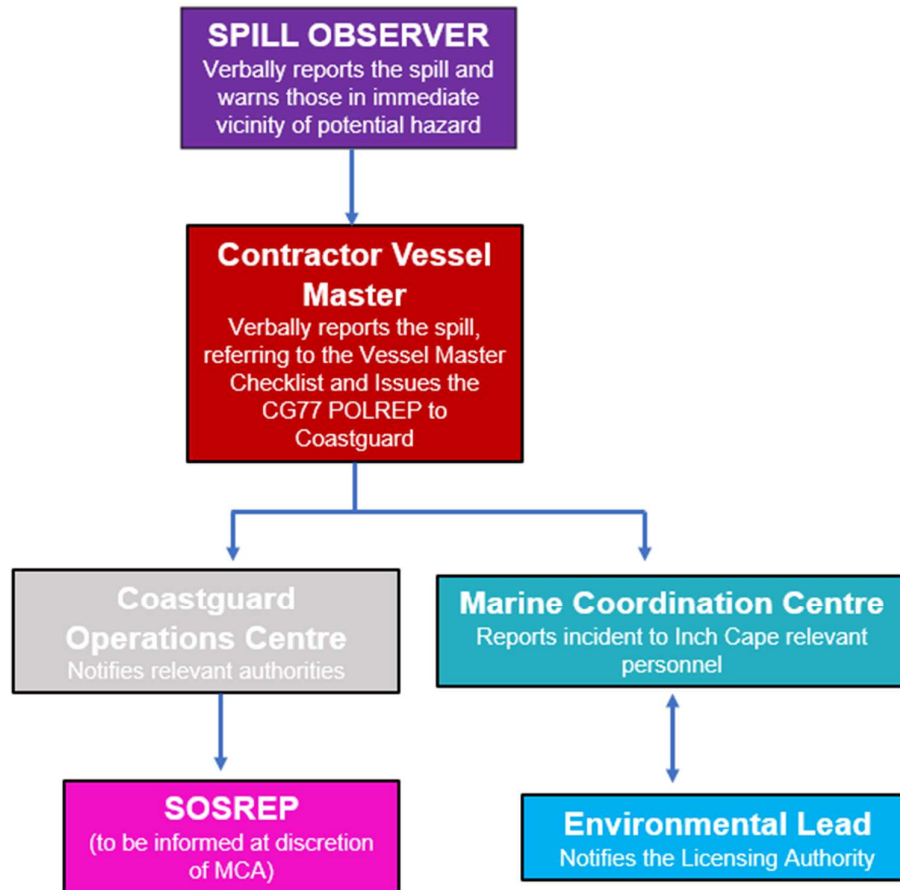 SPILL OBSERVER
Verbally reports the spill and
warns those in immediate
vicinity of potential hazard
Contractor Vessel
Master
Verbally reports the spill,
referring to the Vessel Master
Checklist and Issues the
CG77 POLREP to
Coastguard
Coastguard
Operations Centre
Notifies relevant authorities
Marine Coordination Centre
Reports incident to Inch Cape relevant
personnel
SOSREP
(to be informed at discretion
of MCA)
Environmental Lead
Notifies the Licensing Authority